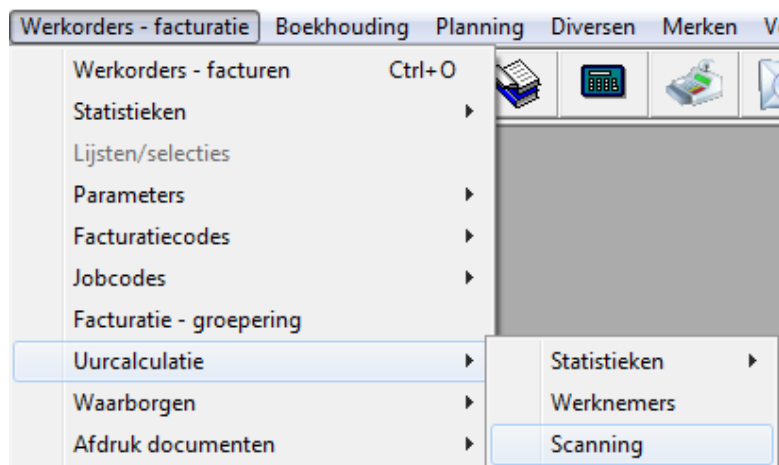 Werkorders - facturatie Boekhouding Planning Diversen Merken
Werkorders - facturen Ctrl+O
Statistieken
Lijsten/selecties
Parameters
Facturatiecodes
Jobcodes
Facturatie - groepering
Uurcalculatie
Statistieken
Waarborgen
Werknemers
Afdruk documenten
Scanning